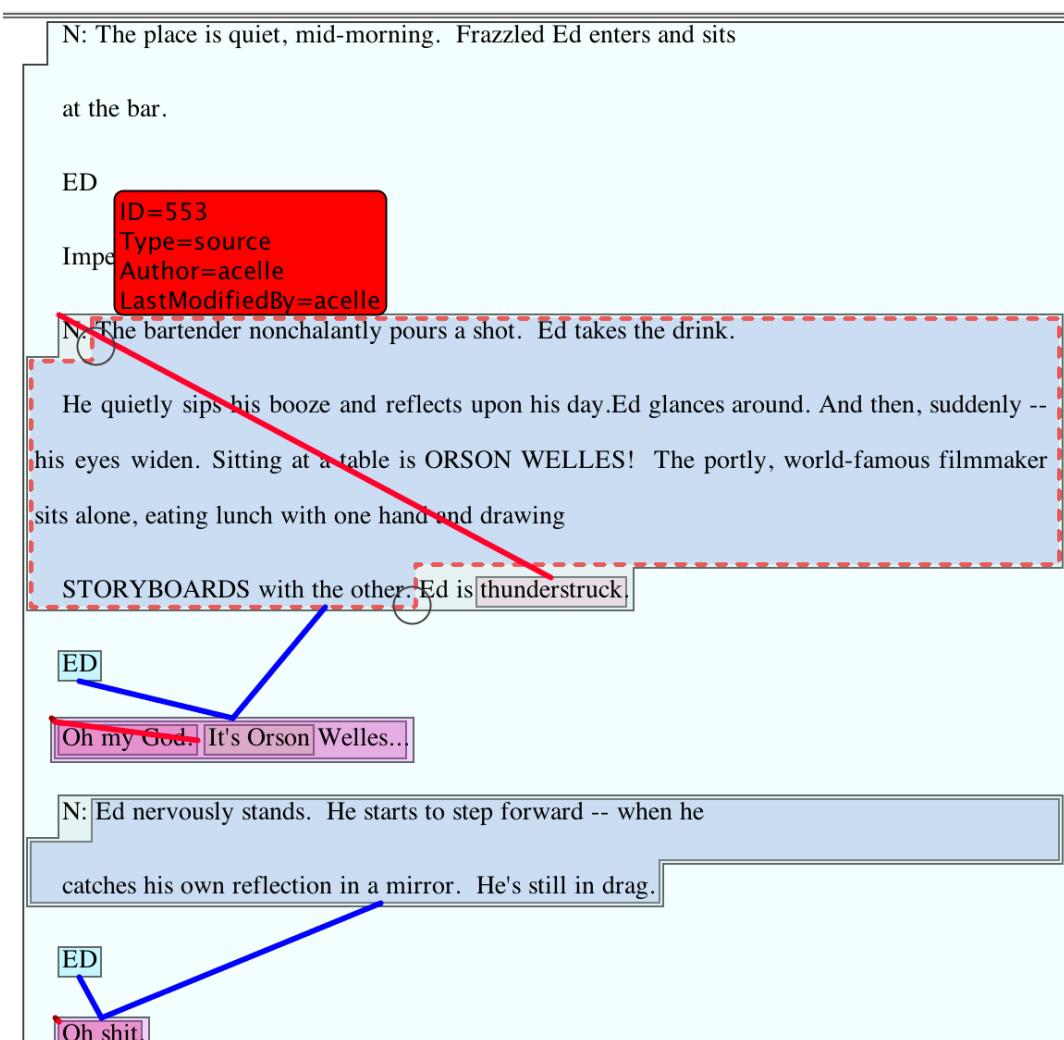 N: The place is quiet, mid-morning.  Frazzled Ed enters and sits
at the bar.
ED
ID=553
Type=source
Impe
Author=acelle
LastModifiedBy=acelle
N: The bartender nonchalantly pours a shot.  Ed takes the drink.
He quietly sips his booze and reflects upon his day.Ed glances around. And then, suddenly --
his eyes widen. Sitting at a table is ORSON WELLES!  The portly, world-famous filmmaker
sits alone, eating lunch with one hand and drawing
STORYBOARDS with the other. Ed is thunderstruck.
ED
Oh my God. It's Orson Welles...
N: Ed nervously stands.  He starts to step forward -- when he
catches his own reflection in a mirror.  He's still in drag.
ED
Oh shit.